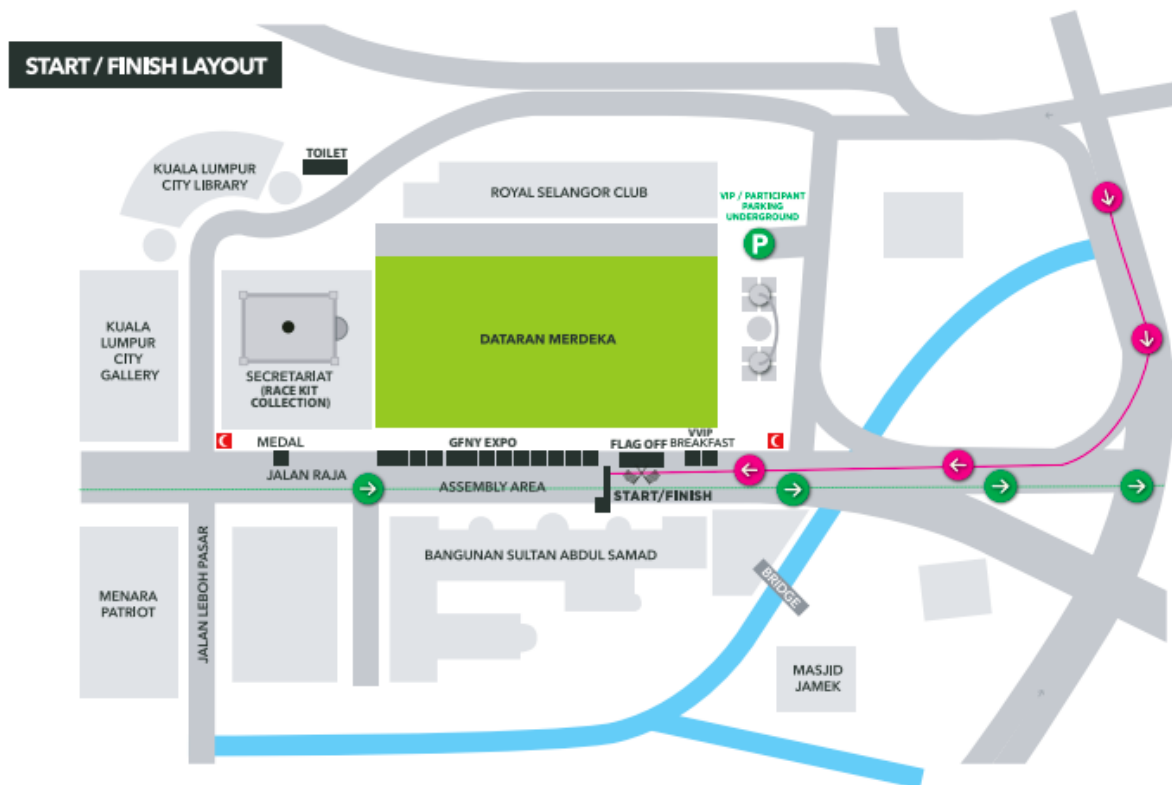 START / FINISH LAYOUT
TOILET
KUALA LUMPUR
CITY LIBRARY
ROYAL SELANGOR CLUB
VIP / PARTICIPANT
PARKING
UNDERGROUND
P
KUALA
LUMPUR
CITY
GALLERY
DATARAN MERDEKA
SECRETARIAT
(RACE KIT
COLLECTION)
MEDAL
GFNY EXPO
FLAG OFF
VVIP
BREAKFAST
JALAN RAJA
ASSEMBLY AREA
START/FINISH
MENARA
PATRIOT
JALAN LEBOH PASAR
BANGUNAN SULTAN ABDUL SAMAD
BRIDGE
MASJID
JAMEK